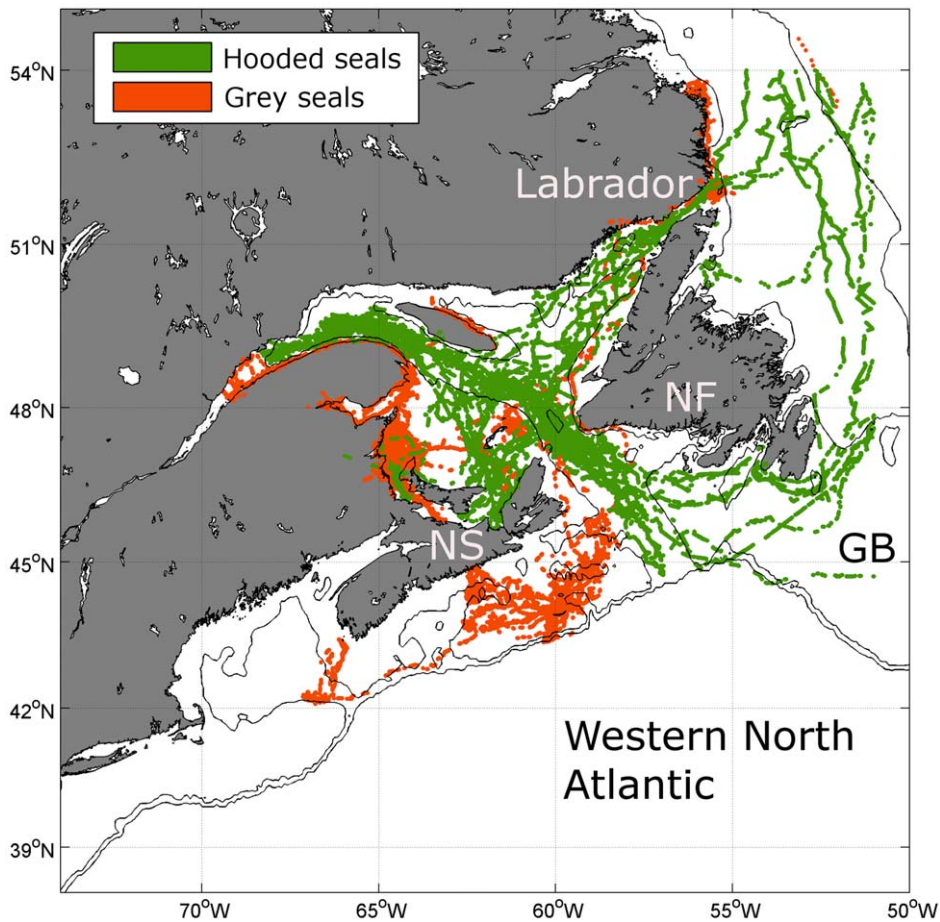 Hooded seals
Grey seals
54°N
Labrador
51°N
48°N
NF
NS
GB
45°N
42°N
Western North
Atlantic
39°N
70°W
65°W
60°W
55°W
50°W